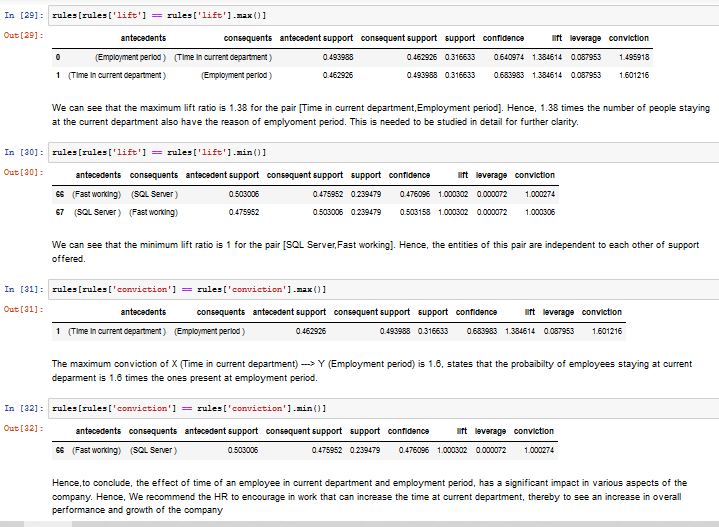 In [29]: rules[rules['lift'] == rules['lift'].max()]
Out[29]:
antecedents consequents antecedent support consequent support support confidence lift leverage conviction
0 (Employment period) (Time in current department) 0.493988 0.462926 0.316633 0.640974 1.384614 0.087953 1.495918
1 (Time in current department) (Employment period) 0.462926 0.493988 0.316633 0.683983 1.384614 0.087953 1.601216
We can see that the maximum lift ratio is 1.38 for the pair [Time in current department,Employment period]. Hence, 1.38 times the number of people staying
at the current department also have the reason of emplyoment period. This is needed to be studied in detail for further clarity.
In [30]: rules[rules['lift'] == rules['lift'].min()]
Out[30]:
antecedents consequents antecedent support consequent support support confidence lift leverage conviction
66 (Fast working) (SQL Server) 0.503006 0.475952 0.239479 0.476096 1.000302 0.000072 1.000274
67 (SQL Server) (Fast working) 0.475952 0.503006 0.239479 0.503158 1.000302 0.000072 1.000306
We can see that the minimum lift ratio is 1 for the pair [SQL Server,Fast working]. Hence, the entities of this pair are independent to each other of support
offered.
In [31]: rules[rules['conviction'] == rules['conviction'].max()]
Out[31]:
antecedents consequents antecedent support consequent support support confidence lift leverage conviction
1 (Time in current department) (Employment period) 0.462926 0.493988 0.316633 0.683983 1.384614 0.087953 1.601216
The maximum conviction of X (Time in current department) ---> Y (Employment period) is 1.6, states that the probaibilty of employees staying at current
deparment is 1.6 times the ones present at employment period.
In [32]: rules[rules['conviction'] == rules['conviction'].min()]
Out[32]:
antecedents consequents antecedent support consequent support support confidence lift leverage conviction
66 (Fast working) (SQL Server) 0.503006 0.475952 0.239479 0.476096 1.000302 0.000072 1.000274
Hence,to conclude, the effect of time of an employee in current department and employment period, has a significant impact in various aspects of the
company. Hence, We recommend the HR to encourage in work that can increase the time at current department, thereby to see an increase in overall
performance and growth of the company